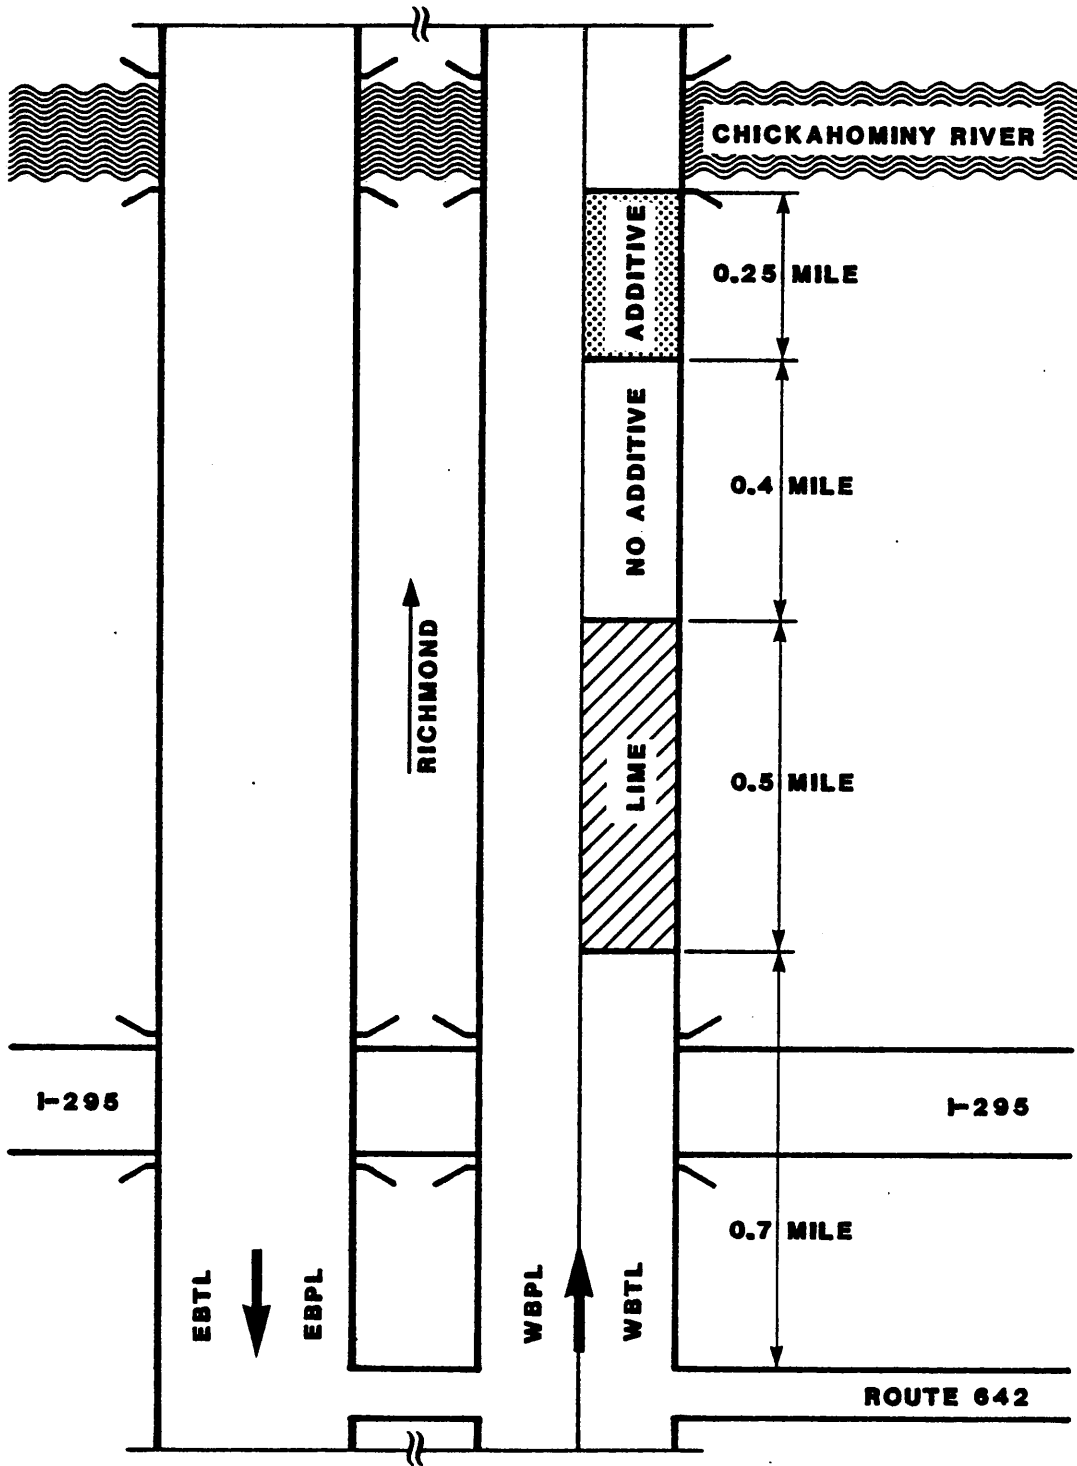 CHICKAHOMINY RIVER
ADDITIVE
0.25 MILE
NO ADDITIVE
0.4 MILE
RICHMOND
LIME
0.5 MILE
I-295
I-295
0.7 MILE
EBTL
EBPL
WBPL
WBTL
ROUTE 642